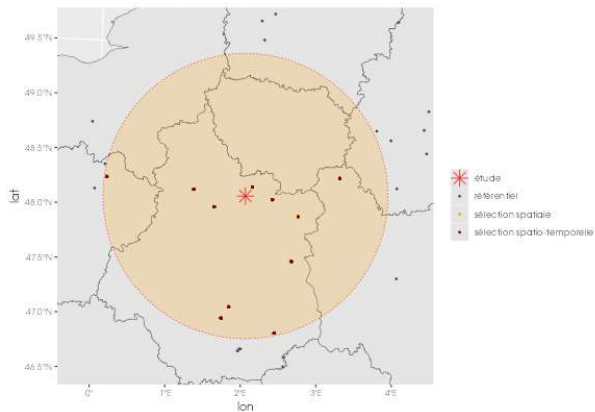 49.5°N
49.0°N
48.5°N
48.0°N
47.5°N
47.0°N
46.5°N
lat
0°
1°E
2°E
3°E
4°E
lon
étude
référentiel
sélection spatiale
sélection spatio-temporelle